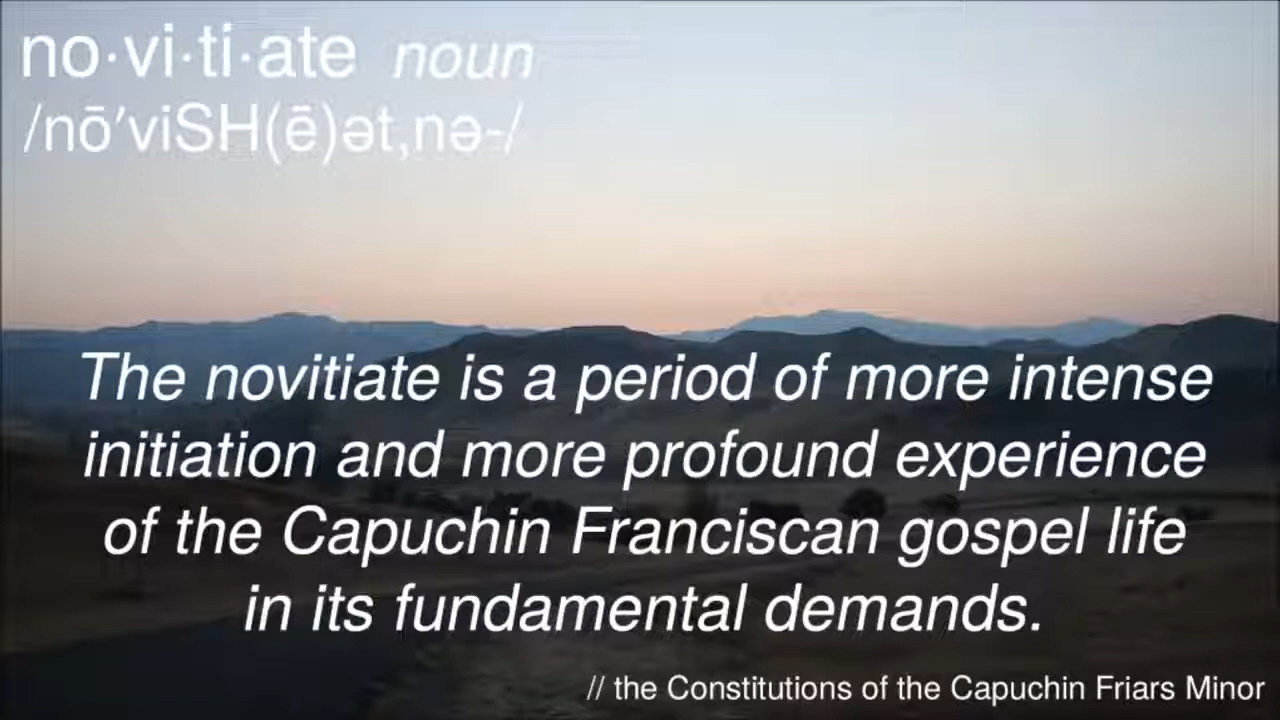 no·vi·ti·ate noun
/nō′viSH(ē)ət,nə-/
The novitiate is a period of more intense
initiation and more profound experience
of the Capuchin Franciscan gospel life
in its fundamental demands.
// the Constitutions of the Capuchin Friars Minor